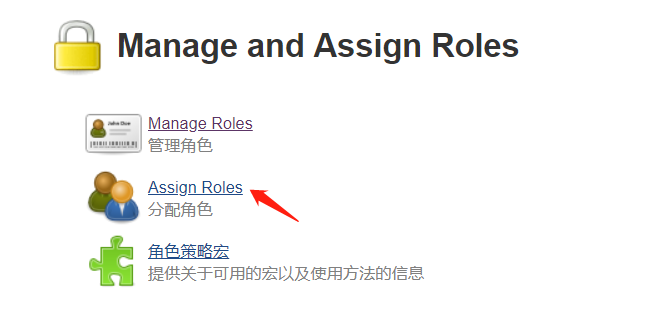 Manage and Assign Roles
John Doe
Manage Roles
管理角色
Assign Roles
分配角色
角色策略宏
提供关于可用的宏以及使用方法的信息